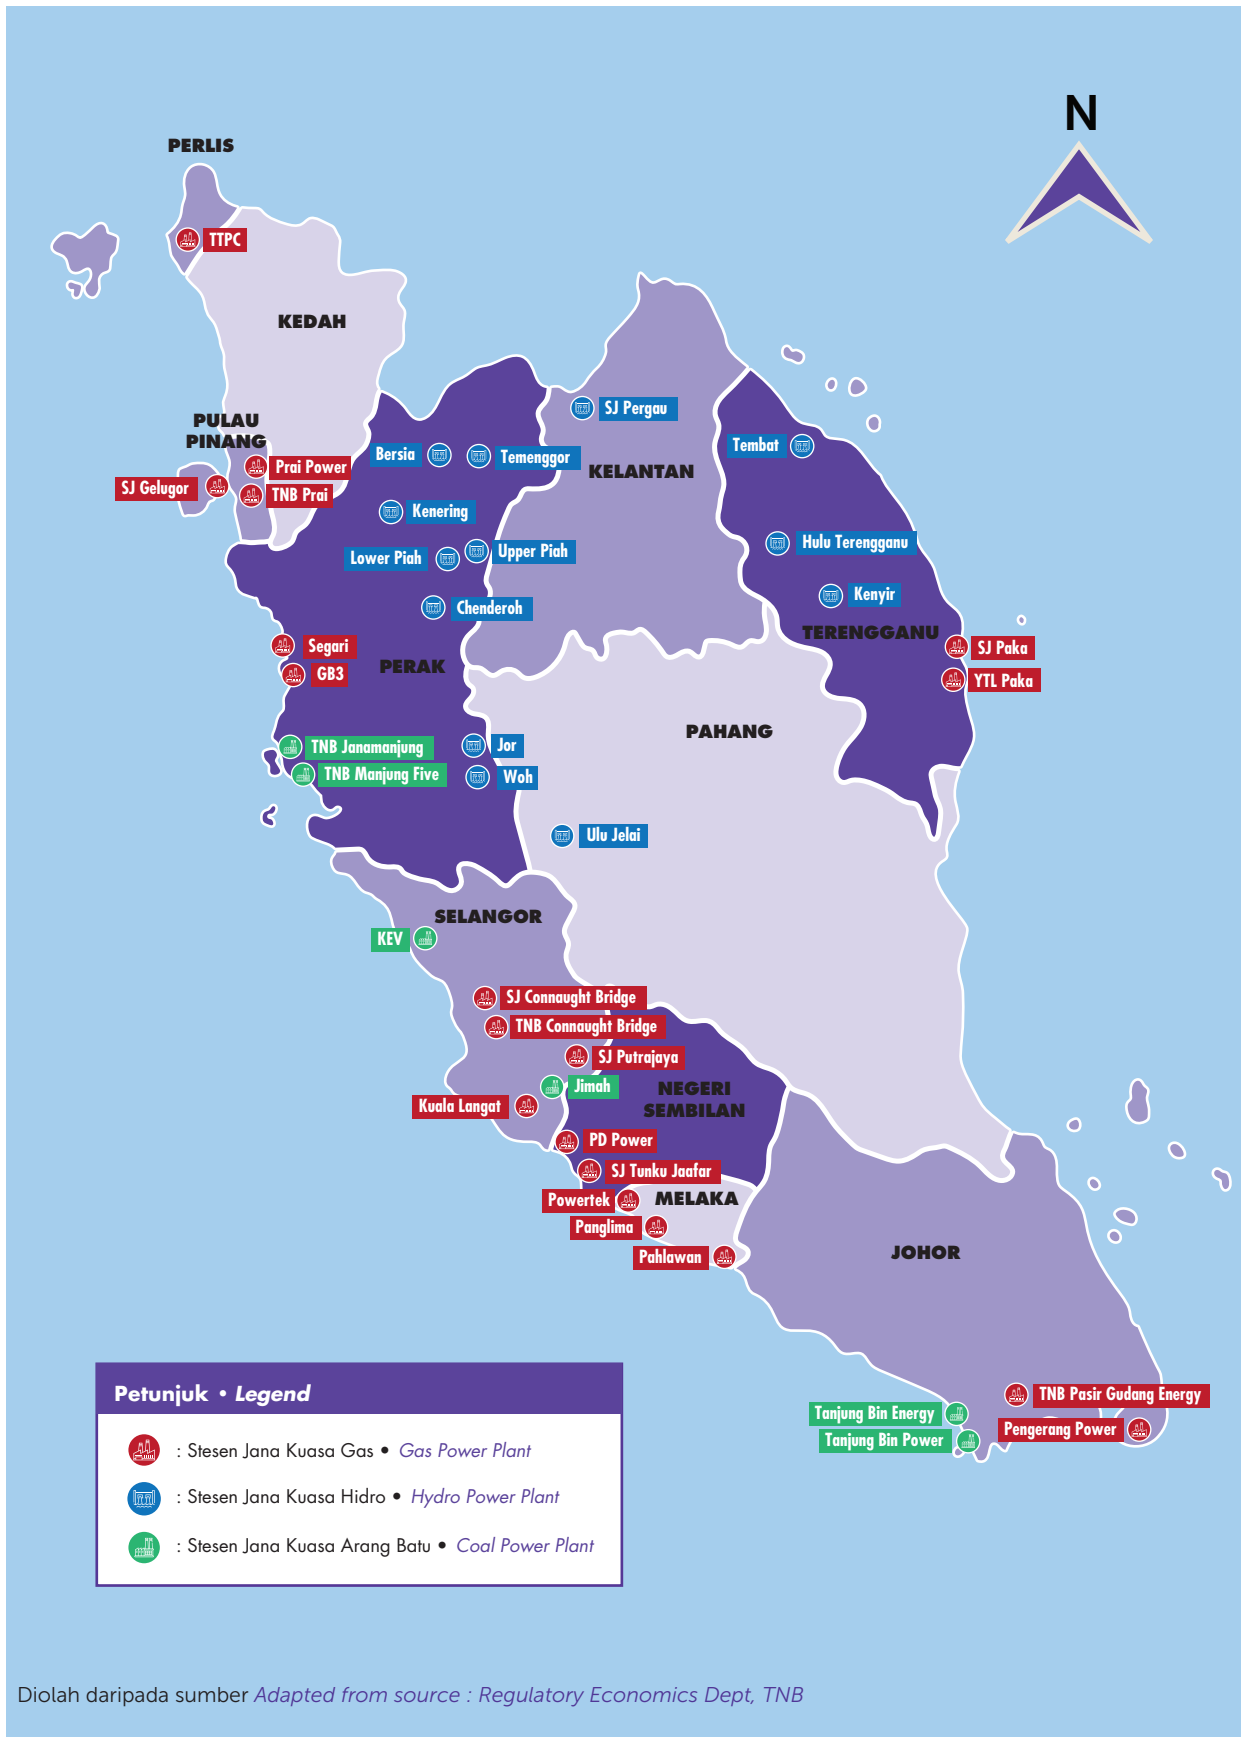 N
PERLIS
TTPC
KEDAH
PULAU
PINANG
Prai Power
SJ Gelugor
TNB Prai
SJ Pergau
KELANTAN
Tembat
Bersia
Temenggor
Kenering
Lower Piah
Upper Piah
Chenderoh
Hulu Terengganu
Kenyir
TERENGGANU
SJ Paka
YTL Paka
Segari
GB3
PERAK
TNB Janamanjung
TNB Manjung Five
Jor
Woh
PAHANG
Ulu Jelai
SELANGOR
KEV
SJ Connaught Bridge
TNB Connaught Bridge
SJ Putrajaya
Jimah
Kuala Langat
NEGERI
SEMBILAN
PD Power
SJ Tunku Jaafar
Powertek
MELAKA
Panglima
Pahlawan
JOHOR
TNB Pasir Gudang Energy
Tanjung Bin Energy
Pengerang Power
Tanjung Bin Power
Petunjuk • Legend
: Stesen Jana Kuasa Gas • Gas Power Plant
: Stesen Jana Kuasa Hidro • Hydro Power Plant
: Stesen Jana Kuasa Arang Batu • Coal Power Plant
Diolah daripada sumber Adapted from source : Regulatory Economics Dept, TNB